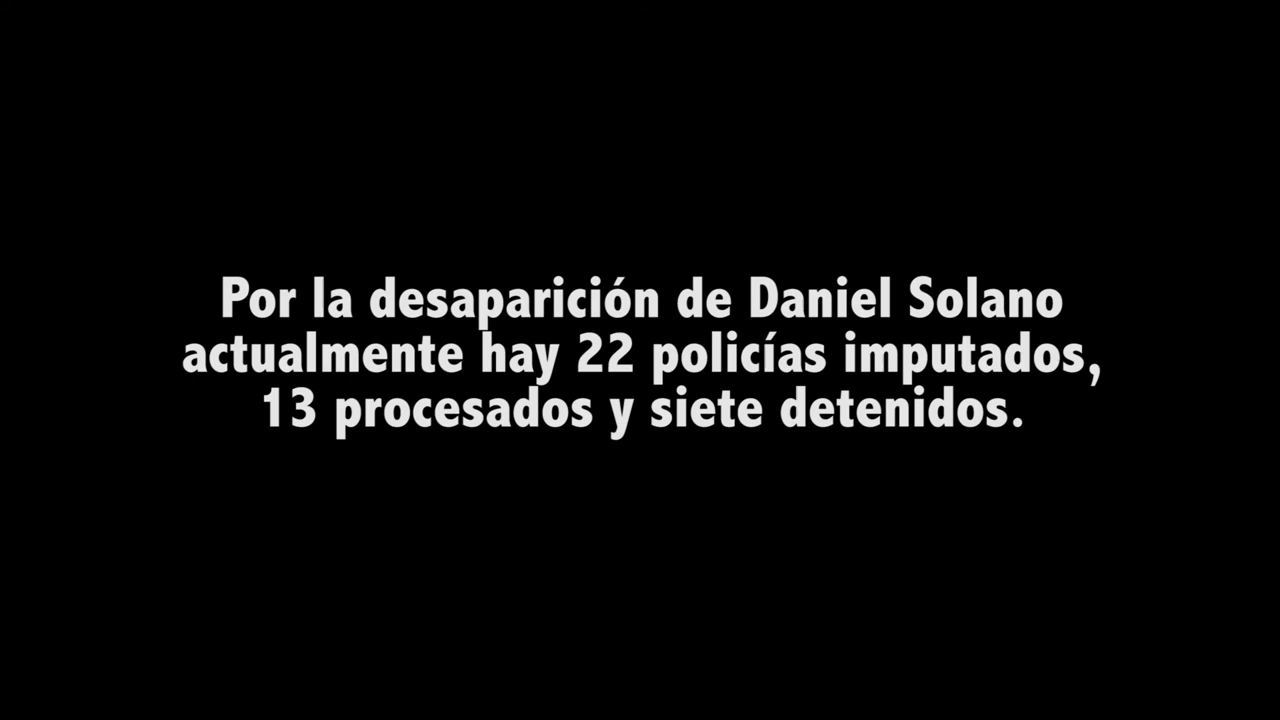 Por la desaparición de Daniel Solano
actualmente hay 22 policías imputados,
13 procesados y siete detenidos.